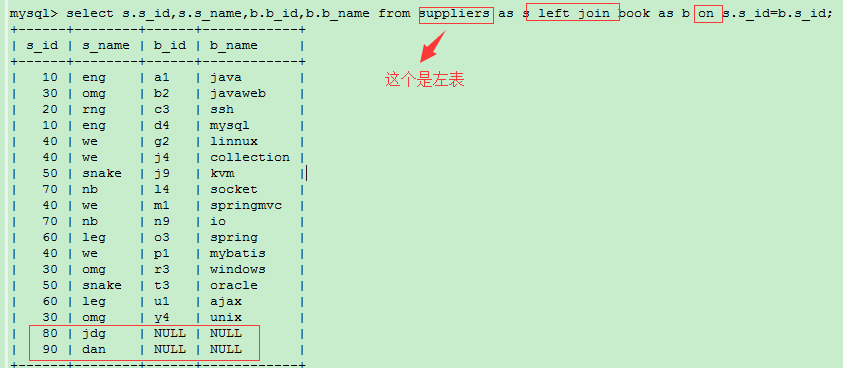 mysql> select s.s_id,s.s_name,b.b_id,b.b_name from suppliers as s left join book as b on s.s_id=b.s_id;
+------+--------+------+------------+
| s_id | s_name | b_id | b_name     |
+------+--------+------+------------+
|   10 | eng    | a1   | java       |
|   30 | omg    | b2   | javaweb    |
|   20 | rng    | c3   | ssh        |
|   10 | eng    | d4   | mysql      |
|   40 | we     | g2   | linnux     |
|   40 | we     | j4   | collection |
|   50 | snake  | j9   | kvm        |
|   70 | nb     | l4   | socket     |
|   40 | we     | m1   | springmvc  |
|   70 | nb     | n9   | io         |
|   60 | leg    | o3   | spring     |
|   40 | we     | p1   | mybatis    |
|   30 | omg    | r3   | windows    |
|   50 | snake  | t3   | oracle     |
|   60 | leg    | u1   | ajax       |
|   30 | omg    | y4   | unix       |
|   80 | jdg    | NULL | NULL       |
|   90 | dan    | NULL | NULL       |
+------+--------+------+------------+
这个是左表